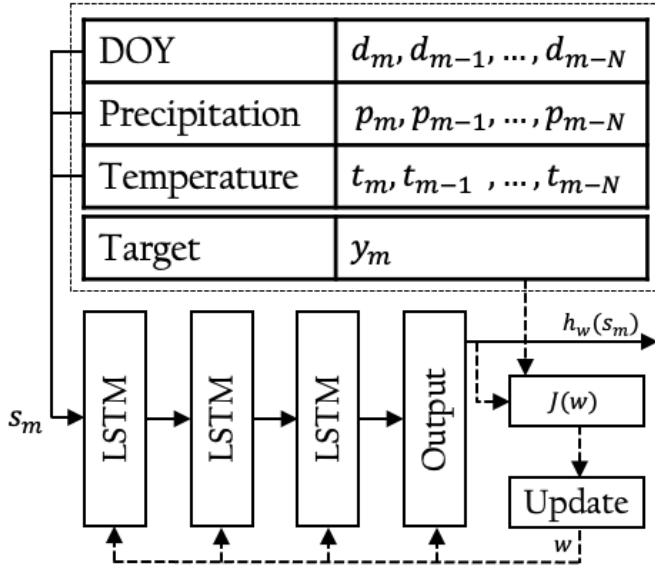 DOY d_m, d_{m-1}, ..., d_{m-N}
Precipitation p_m, p_{m-1}, ..., p_{m-N}
Temperature t_m, t_{m-1} , ..., t_{m-N}
Target y_m
h_w(s_m)
s_m
LSTM
LSTM
LSTM
Output
J(w)
Update
w